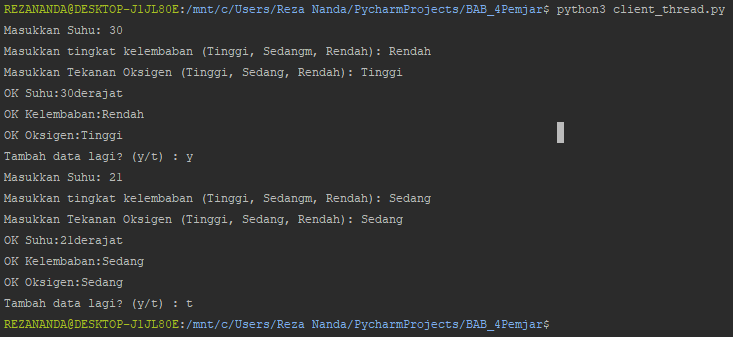 REZANANDA@DESKTOP-J1JL80E:/mnt/c/Users/Reza Nanda/PycharmProjects/BAB_4Pemjar$ python3 client_thread.py
Masukkan Suhu: 30
Masukkan tingkat kelembaban (Tinggi, Sedangm, Rendah): Rendah
Masukkan Tekanan Oksigen (Tinggi, Sedang, Rendah): Tinggi
OK Suhu:30derajat
OK Kelembaban:Rendah
OK Oksigen:Tinggi
Tambah data lagi? (y/t) : y
Masukkan Suhu: 21
Masukkan tingkat kelembaban (Tinggi, Sedangm, Rendah): Sedang
Masukkan Tekanan Oksigen (Tinggi, Sedang, Rendah): Sedang
OK Suhu:21derajat
OK Kelembaban:Sedang
OK Oksigen:Sedang
Tambah data lagi? (y/t) : t
REZANANDA@DESKTOP-J1JL80E:/mnt/c/Users/Reza Nanda/PycharmProjects/BAB_4Pemjar$